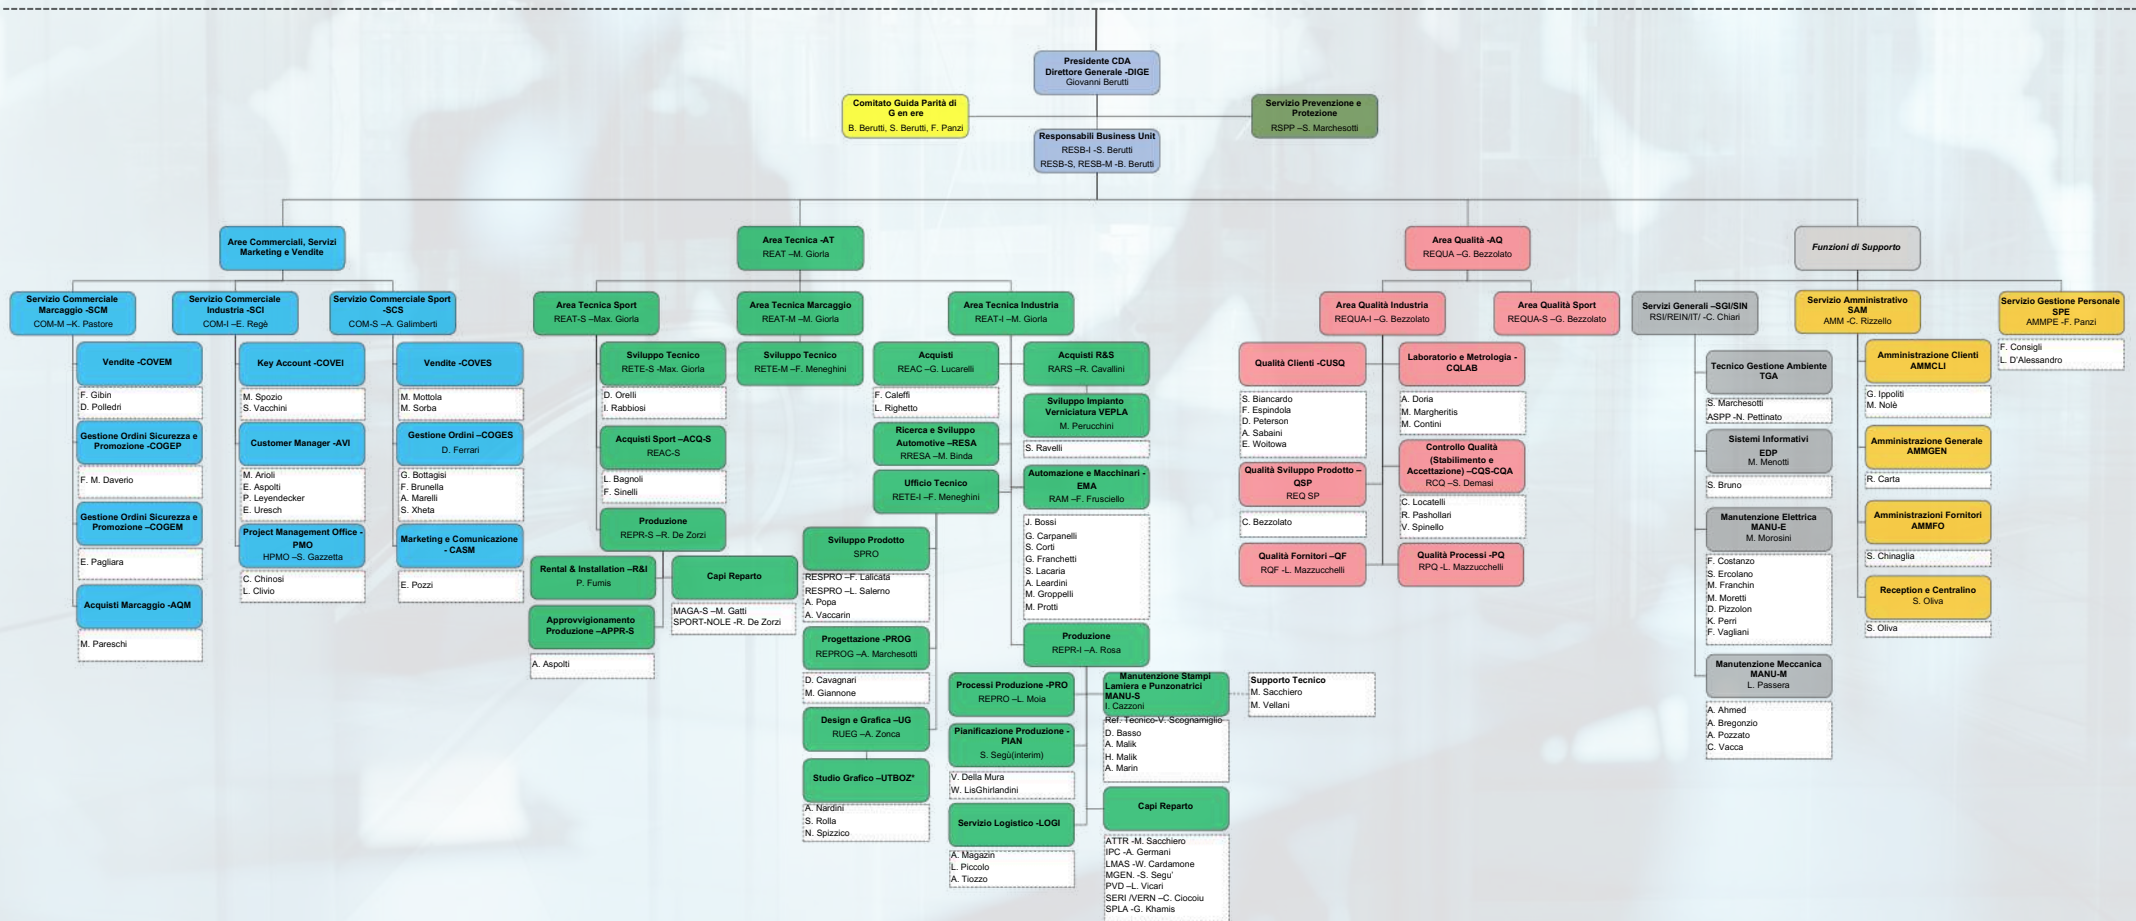 Presidente CDA
Direttore Generale -DIGE
Giovanni Berutti
Comitato Guida Parità di
G en ere
B. Berutti, S. Berutti, F. Panzi
Servizio Prevenzione e
Protezione
RSPP –S. Marchesotti
Responsabili Business Unit
RESB-I -S. Berutti
RESB-S, RESB-M -B. Berutti
Aree Commerciali, Servizi
Marketing e Vendite
Area Tecnica -AT
REAT –M. Giorla
Area Qualità -AQ
REQUA –G. Bezzolato
Funzioni di Supporto
Servizio Commerciale
Marcaggio -SCM
COM-M –K. Pastore
Servizio Commerciale
Industria -SCI
COM-I –E. Regè
Servizio Commerciale Sport
-SCS
COM-S –A. Galimberti
Area Tecnica Sport
REAT-S –Max. Giorla
Area Tecnica Marcaggio
REAT-M –M. Giorla
Area Tecnica Industria
REAT-I –M. Giorla
Area Qualità Industria
REQUA-I –G. Bezzolato
Area Qualità Sport
REQUA-S –G. Bezzolato
Servizi Generali –SGI/SIN
RSI/REIN/IT/ -C. Chiari
Servizio Amministrativo
SAM
AMM -C. Rizzello
Servizio Gestione Personale
SPE
AMMPE -F. Panzi
F. Consigli
L. D'Alessandro
Vendite -COVEM
F. Gibin
D. Polledri
Gestione Ordini Sicurezza e
Promozione -COGEP
F. M. Daverio
Gestione Ordini Sicurezza e
Promozione –COGEM
E. Pagliara
Acquisti Marcaggio -AQM
M. Pareschi
Key Account -COVEI
M. Spozio
S. Vacchini
Customer Manager -AVI
M. Arioli
E. Aspolti
P. Leyendecker
E. Uresch
Project Management Office -
PMO
HPMO –S. Gazzetta
C. Chinosi
L. Clivio
Vendite -COVES
M. Mottola
M. Sorba
Gestione Ordini –COGES
D. Ferrari
G. Bottagisi
F. Brunella
A. Marelli
S. Xheta
Marketing e Comunicazione
- CASM
E. Pozzi
Sviluppo Tecnico
RETE-S -Max. Giorla
D. Orelli
I. Rabbiosi
Acquisti Sport –ACQ-S
REAC-S
L. Bagnoli
F. Sinelli
Produzione
REPR-S –R. De Zorzi
Rental & Installation –R&I
P. Fumis
Approvvigionamento
Produzione –APPR-S
A. Aspolti
Capi Reparto
MAGA-S –M. Gatti
SPORT-NOLE -R. De Zorzi
Sviluppo Tecnico
RETE-M –F. Meneghini
Acquisti
REAC –G. Lucarelli
F. Caleffi
L. Righetto
Ricerca e Sviluppo
Automotive –RESA
RRESA –M. Binda
Ufficio Tecnico
RETE-I –F. Meneghini
Sviluppo Prodotto
SPRO
RESPRO –F. Lalicata
RESPRO –L. Salerno
A. Popa
A. Vaccarin
Progettazione -PROG
REPROG –A. Marchesotti
D. Cavagnari
M. Giannone
Design e Grafica –UG
RUEG –A. Zonca
Studio Grafico –UTBOZ*
A. Nardini
S. Rolla
N. Spizzico
Acquisti R&S
RARS –R. Cavallini
Sviluppo Impianto
Verniciatura VEPLA
M. Perucchini
S. Ravelli
Automazione e Macchinari -
EMA
RAM –F. Frusciello
J. Bossi
G. Carpanelli
S. Corti
G. Franchetti
S. Lacaria
A. Leardini
M. Groppelli
M. Protti
Produzione
REPR-I –A. Rosa
Processi Produzione -PRO
REPRO –L. Moia
Pianificazione Produzione -
PIAN
S. Segù(interim)
V. Della Mura
W. LisGhirlandini
Servizio Logistico -LOGI
A. Magazin
L. Piccolo
A. Tiozzo
Manutenzione Stampi
Lamiera e Punzonatrici
MANU-S
I. Cazzoni
Ref. Tecnico-V. Scognamiglio
D. Basso
A. Malik
H. Malik
A. Marin
Supporto Tecnico
M. Sacchiero
M. Vellani
Capi Reparto
ATTR -M. Sacchiero
IPC -A. Germani
LMAS -W. Cardamone
MGEN. -S. Segu'
PVD –L. Vicari
SERI /VERN –C. Ciocoiu
SPLA -G. Khamis
Qualità Clienti -CUSQ
S. Biancardo
F. Espindola
D. Peterson
A. Sabaini
E. Woitowa
Qualità Sviluppo Prodotto –
QSP
REQ SP
C. Bezzolato
Qualità Fornitori –QF
RQF -L. Mazzucchelli
Laboratorio e Metrologia -
CQLAB
A. Doria
M. Margheritis
M. Contini
Controllo Qualità
(Stabilimento e
Accettazione) –CQS-CQA
RCQ –S. Demasi
C. Locatelli
R. Pashollari
V. Spinello
Qualità Processi -PQ
RPQ -L. Mazzucchelli
Tecnico Gestione Ambiente
TGA
S. Marchesotti
ASPP -N. Pettinato
Sistemi Informativi
EDP
M. Menotti
S. Bruno
Manutenzione Elettrica
MANU-E
M. Morosini
F. Costanzo
S. Ercolano
M. Franchin
M. Moretti
D. Pizzolon
K. Perri
F. Vagliani
Manutenzione Meccanica
MANU-M
L. Passera
A. Ahmed
A. Bregonzio
A. Pozzato
C. Vacca
Amministrazione Clienti
AMMCLI
G. Ippoliti
M. Nolè
Amministrazione Generale
AMMGEN
R. Carta
Amministrazioni Fornitori
AMMFO
S. Chinaglia
Reception e Centralino
S. Oliva
S. Oliva